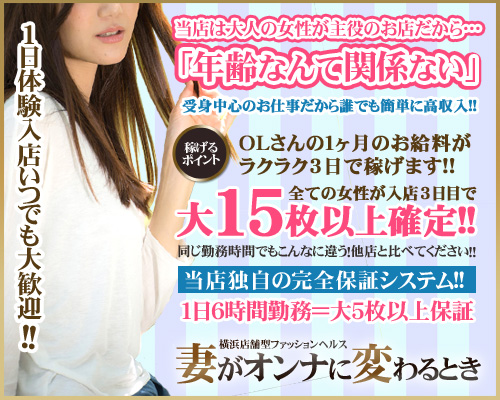 1日体験入店いつでも大歓迎!!
当店は大人の女性が主役のお店だから…
「年齢なんて関係ない」
受身中心のお仕事だから誰でも簡単に高収入!!
稼げる
ポイント
OLさんの1ヶ月のお給料が
ラクラク3日で稼げます!!
全ての女性が入店3日目で
大15枚以上確定!!
同じ勤務時間でもこんなに違う!他店と比べてください!!
当店独自の完全保証システム!!
1日6時間勤務=大5枚以上保証
横浜店舗型ファッションヘルス
妻がオンナに変わるとき